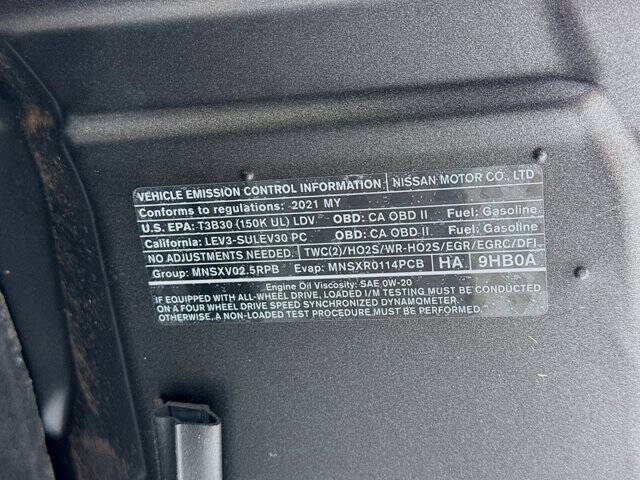 VEHICLE EMISSION CONTROL INFORMATION NISSAN MOTOR CO., LTD
Conforms to regulations: 2021 MY
U.S. EPA: T3B30 (150K UL) LDV OBD: CA OBD II Fuel: Gasoline
California: LEV3-SULEV30 PC OBD: CA OBD II Fuel: Gasoline
NO ADJUSTMENTS NEEDED. TWC(2)/HO2S/WR-HO2S/EGR/EGRC/DFI
Group: MNSXV02.5RPB Evap: MNSXR0114PCB HA 9HB0A
Engine Oil Viscosity: SAE 0W-20
IF EQUIPPED WITH ALL-WHEEL DRIVE, LOADED I/M TESTING MUST BE CONDUCTED
ON A FOUR WHEEL DRIVE SPEED SYNCHRONIZED DYNAMOMETER.
OTHERWISE, A NON-LOADED TEST PROCEDURE MUST BE PERFORMED.